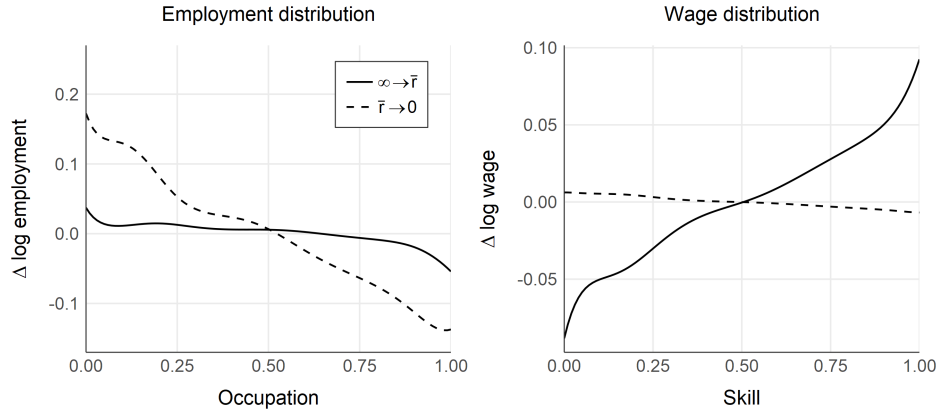 Employment distribution
Δ log employment
0.2
0.1
0.0
-0.1
∞→r̄
r̄→0
0.00 0.25 0.50 0.75 1.00
Occupation
Wage distribution
Δ log wage
0.10
0.05
0.00
-0.05
0.00 0.25 0.50 0.75 1.00
Skill